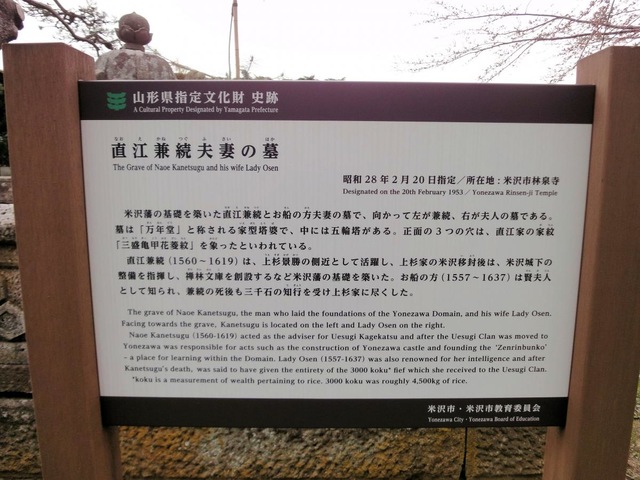 山形県指定文化財 史跡
A Cultural Property Designated by Yamagata Prefecture
直江兼続夫妻の墓
The Grave of Naoe Kanetsugu and his wife Lady Osen
昭和28年2月20日指定／所在地：米沢市林泉寺
Designated on the 20th February 1953／Yonezawa Rinsen-ji Temple
米沢藩の基礎を築いた直江兼続とお船の方夫妻の墓で、向かって左が兼続、右が夫人の墓である。
墓は「万年堂」と称される家型塔婆で、中には五輪塔がある。正面の3つの穴は、直江家の家紋
「三盛亀甲花菱紋」を象ったといわれている。
直江兼続（1560～1619）は、上杉景勝の側近として活躍し、上杉家の米沢移封後は、米沢城下の
整備を指揮し、禅林文庫を創設するなど米沢藩の基礎を築いた。お船の方（1557～1637）は賢夫人
として知られ、兼続の死後も三千石の知行を受け上杉家に尽くした。
The grave of Naoe Kanetsugu, the man who laid the foundations of the Yonezawa Domain, and his wife Lady Osen.
Facing towards the grave, Kanetsugu is located on the left and Lady Osen on the right.
Naoe Kanetsugu (1560-1619) acted as the adviser for Uesugi Kagekatsu and after the Uesugi Clan was moved to
Yonezawa was responsible for acts such as the construction of Yonezawa castle and founding the 'Zenrinbunko'
– a place for learning within the Domain. Lady Osen (1557-1637) was also renowned for her intelligence and after
Kanetsugu's death, was said to have given the entirety of the 3000 koku* fief which she received to the Uesugi Clan.
*koku is a measurement of wealth pertaining to rice. 3000 koku was roughly 4,500kg of rice.
米沢市・米沢市教育委員会
Yonezawa City・Yonezawa Board of Education